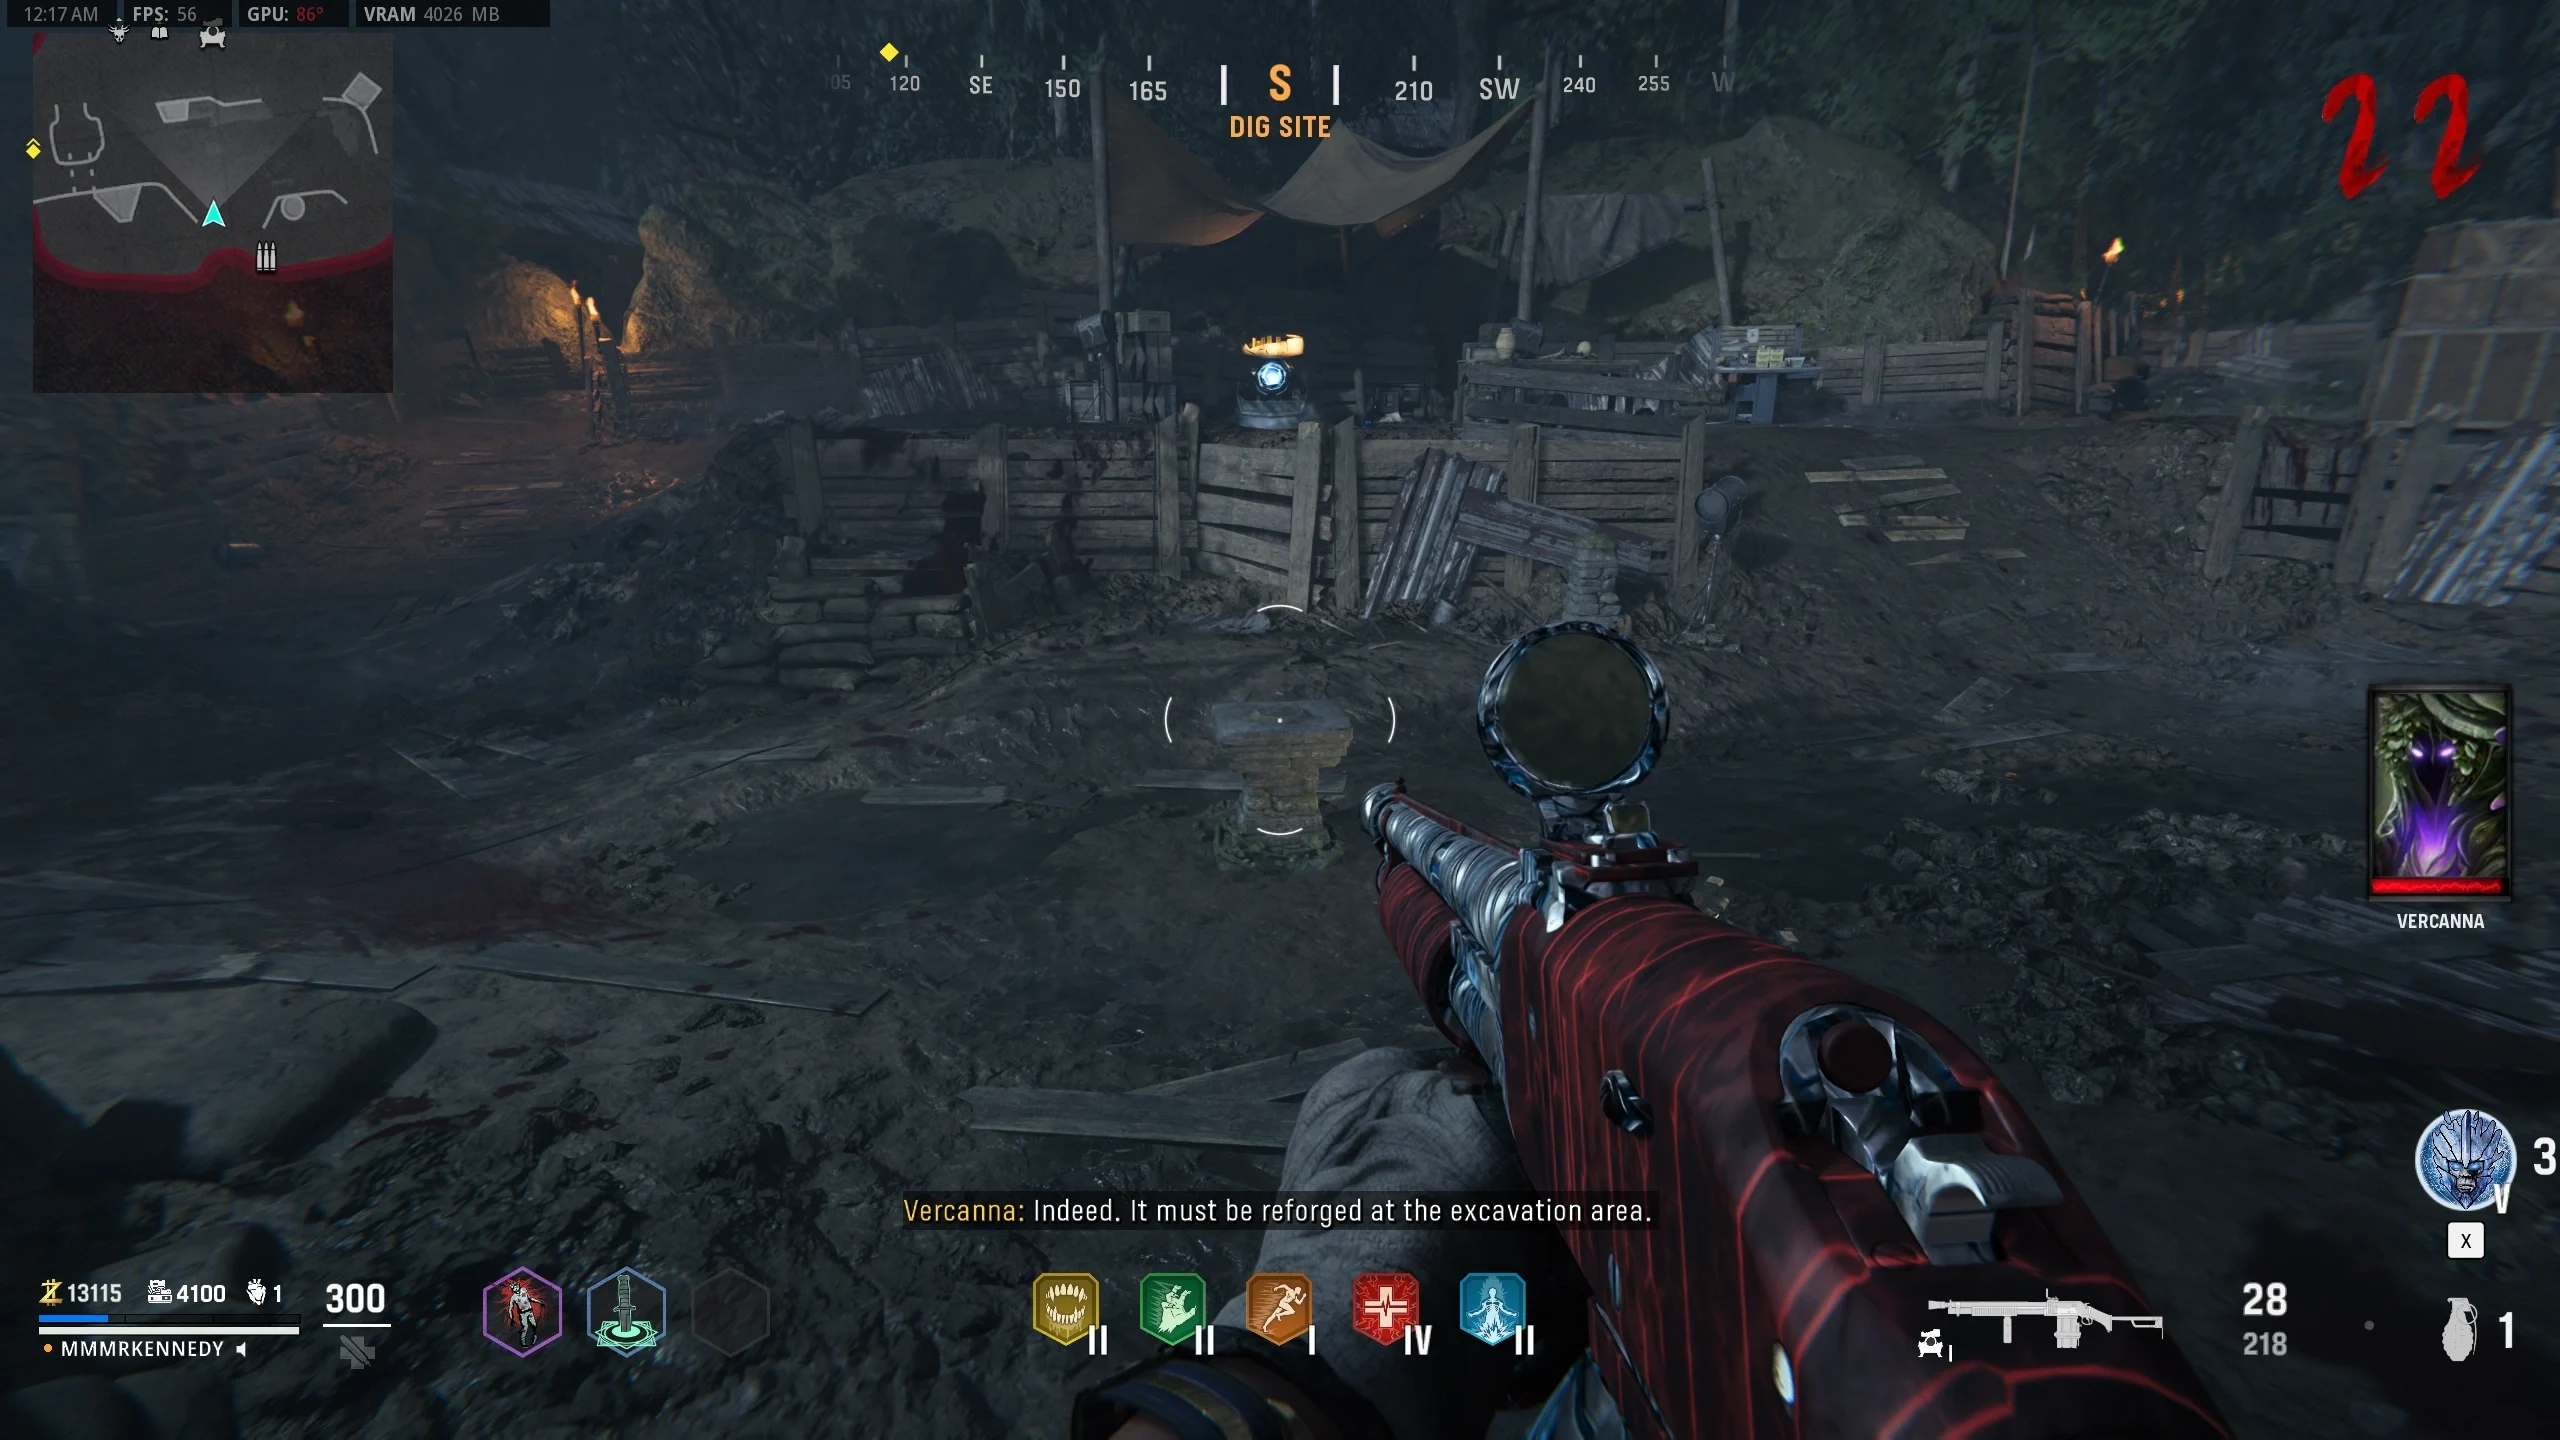 12:17 AM FPS: 56 GPU: 86° VRAM 4026 MB
05 120 SE 150 165 S 210 SW 240 255 W
DIG SITE
22
VERCANNA
3
V
X
Vercanna: Indeed. It must be reforged at the excavation area.
13115 4100 1 300
MMMRKENNEDY
II II I IV II
I
28
218
1